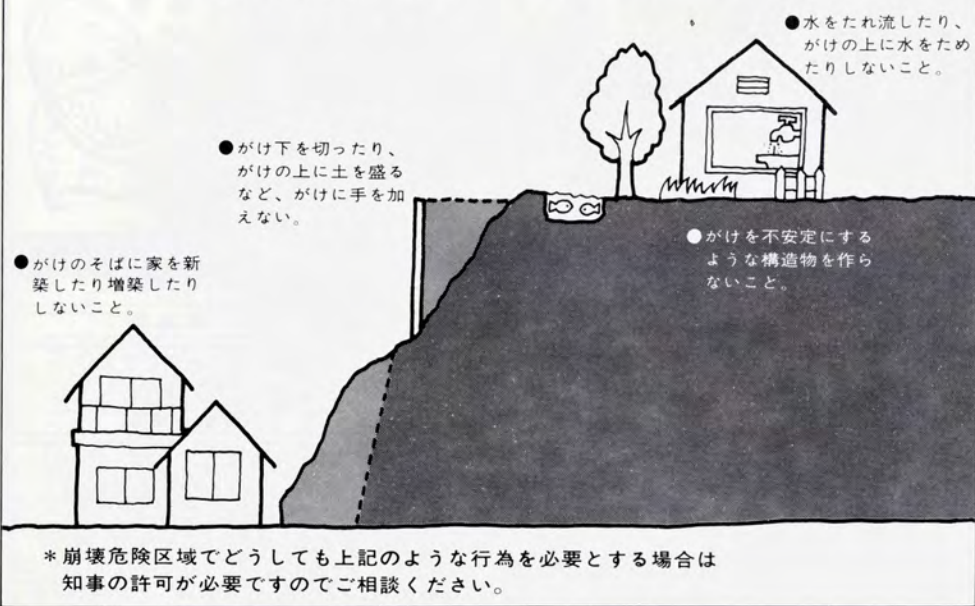 ●水をたれ流したり、
がけの上に水をため
たりしないこと。
●がけ下を切ったり、
がけの上に土を盛る
など、がけに手を加
えない。
●がけを不安定にする
ような構造物を作ら
ないこと。
●がけのそばに家を新
築したり増築したり
しないこと。
＊崩壊危険区域でどうしても上記のような行為を必要とする場合は
知事の許可が必要ですのでご相談ください。